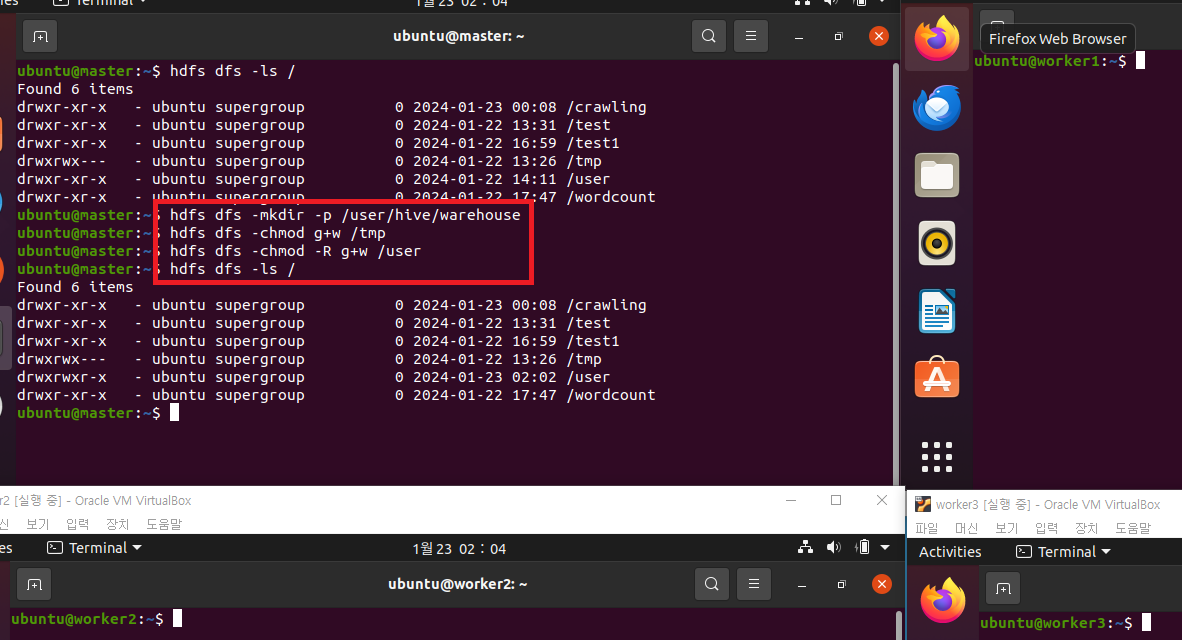 Terminal
1월 23 02 : 04
ubuntu@master: ~
ubuntu@master:~$ hdfs dfs -ls /
Found 6 items
drwxr-xr-x   - ubuntu supergroup          0 2024-01-23 00:08 /crawling
drwxr-xr-x   - ubuntu supergroup          0 2024-01-22 13:31 /test
drwxr-xr-x   - ubuntu supergroup          0 2024-01-22 16:59 /test1
drwxrwx---   - ubuntu supergroup          0 2024-01-22 13:26 /tmp
drwxr-xr-x   - ubuntu supergroup          0 2024-01-22 14:11 /user
drwxr-xr-x   - ubuntu supergroup          0 2024-01-22 17:47 /wordcount
ubuntu@master:~$ hdfs dfs -mkdir -p /user/hive/warehouse
ubuntu@master:~$ hdfs dfs -chmod g+w /tmp
ubuntu@master:~$ hdfs dfs -chmod -R g+w /user
ubuntu@master:~$ hdfs dfs -ls /
Found 6 items
drwxr-xr-x   - ubuntu supergroup          0 2024-01-23 00:08 /crawling
drwxr-xr-x   - ubuntu supergroup          0 2024-01-22 13:31 /test
drwxr-xr-x   - ubuntu supergroup          0 2024-01-22 16:59 /test1
drwxrwx---   - ubuntu supergroup          0 2024-01-22 13:26 /tmp
drwxrwxr-x   - ubuntu supergroup          0 2024-01-23 02:02 /user
drwxr-xr-x   - ubuntu supergroup          0 2024-01-22 17:47 /wordcount
ubuntu@master:~$
Firefox Web Browser
ubuntu@worker1:~$
r2 [실행 중] - Oracle VM VirtualBox
신 보기 입력 장치 도움말
es Terminal 1월 23 02 : 04
ubuntu@worker2: ~
ubuntu@worker2:~$
worker3 [실행 중] - Oracle VM VirtualBox
파일 머신 보기 입력 장치 도움말
Activities Terminal
ubuntu@worker3:~$